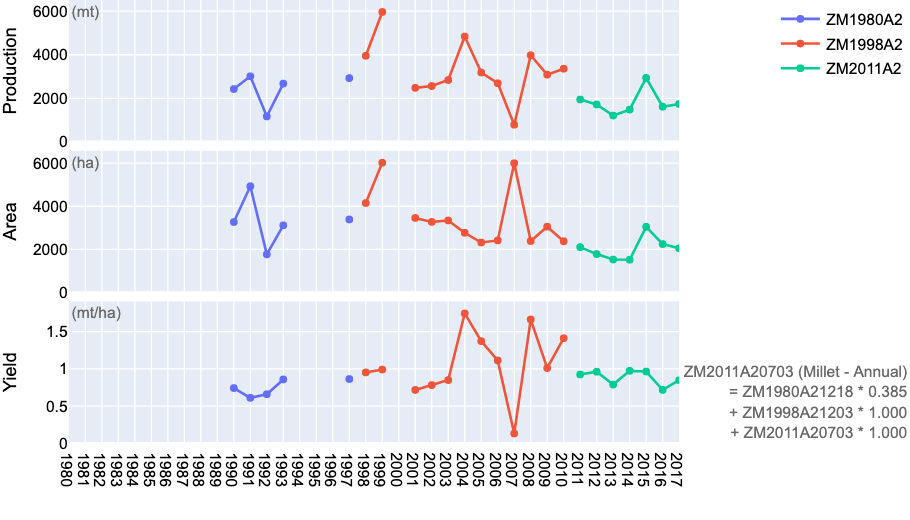 6000 (mt)
4000
2000
0
Production
ZM1980A2
ZM1998A2
ZM2011A2
6000 (ha)
4000
2000
0
Area
(mt/ha)
1.5
1
0.5
0
Yield
ZM2011A20703 (Millet - Annual)
= ZM1980A21218 * 0.385
+ ZM1998A21203 * 1.000
+ ZM2011A20703 * 1.000
1980 1981 1982 1983 1984 1985 1986 1987 1988 1989 1990 1991 1992 1993 1994 1995 1996 1997 1998 1999 2000 2001 2002 2003 2004 2005 2006 2007 2008 2009 2010 2011 2012 2013 2014 2015 2016 2017